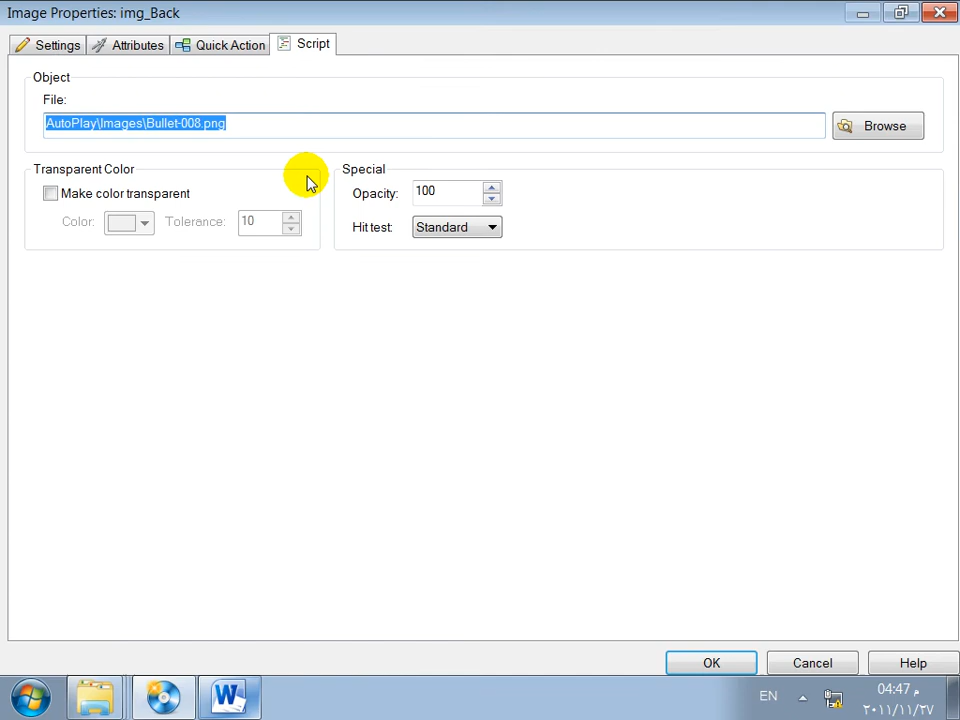 Image Properties: img_Back
Settings Attributes Quick Action Script
Object
File:
AutoPlay\Images\Bullet-008.png Browse
Transparent Color Special
Make color transparent Opacity: 100
Color: Tolerance: 10 Hit test: Standard
OK Cancel Help
EN 04:47 م
٢٠١١/١١/٢٧